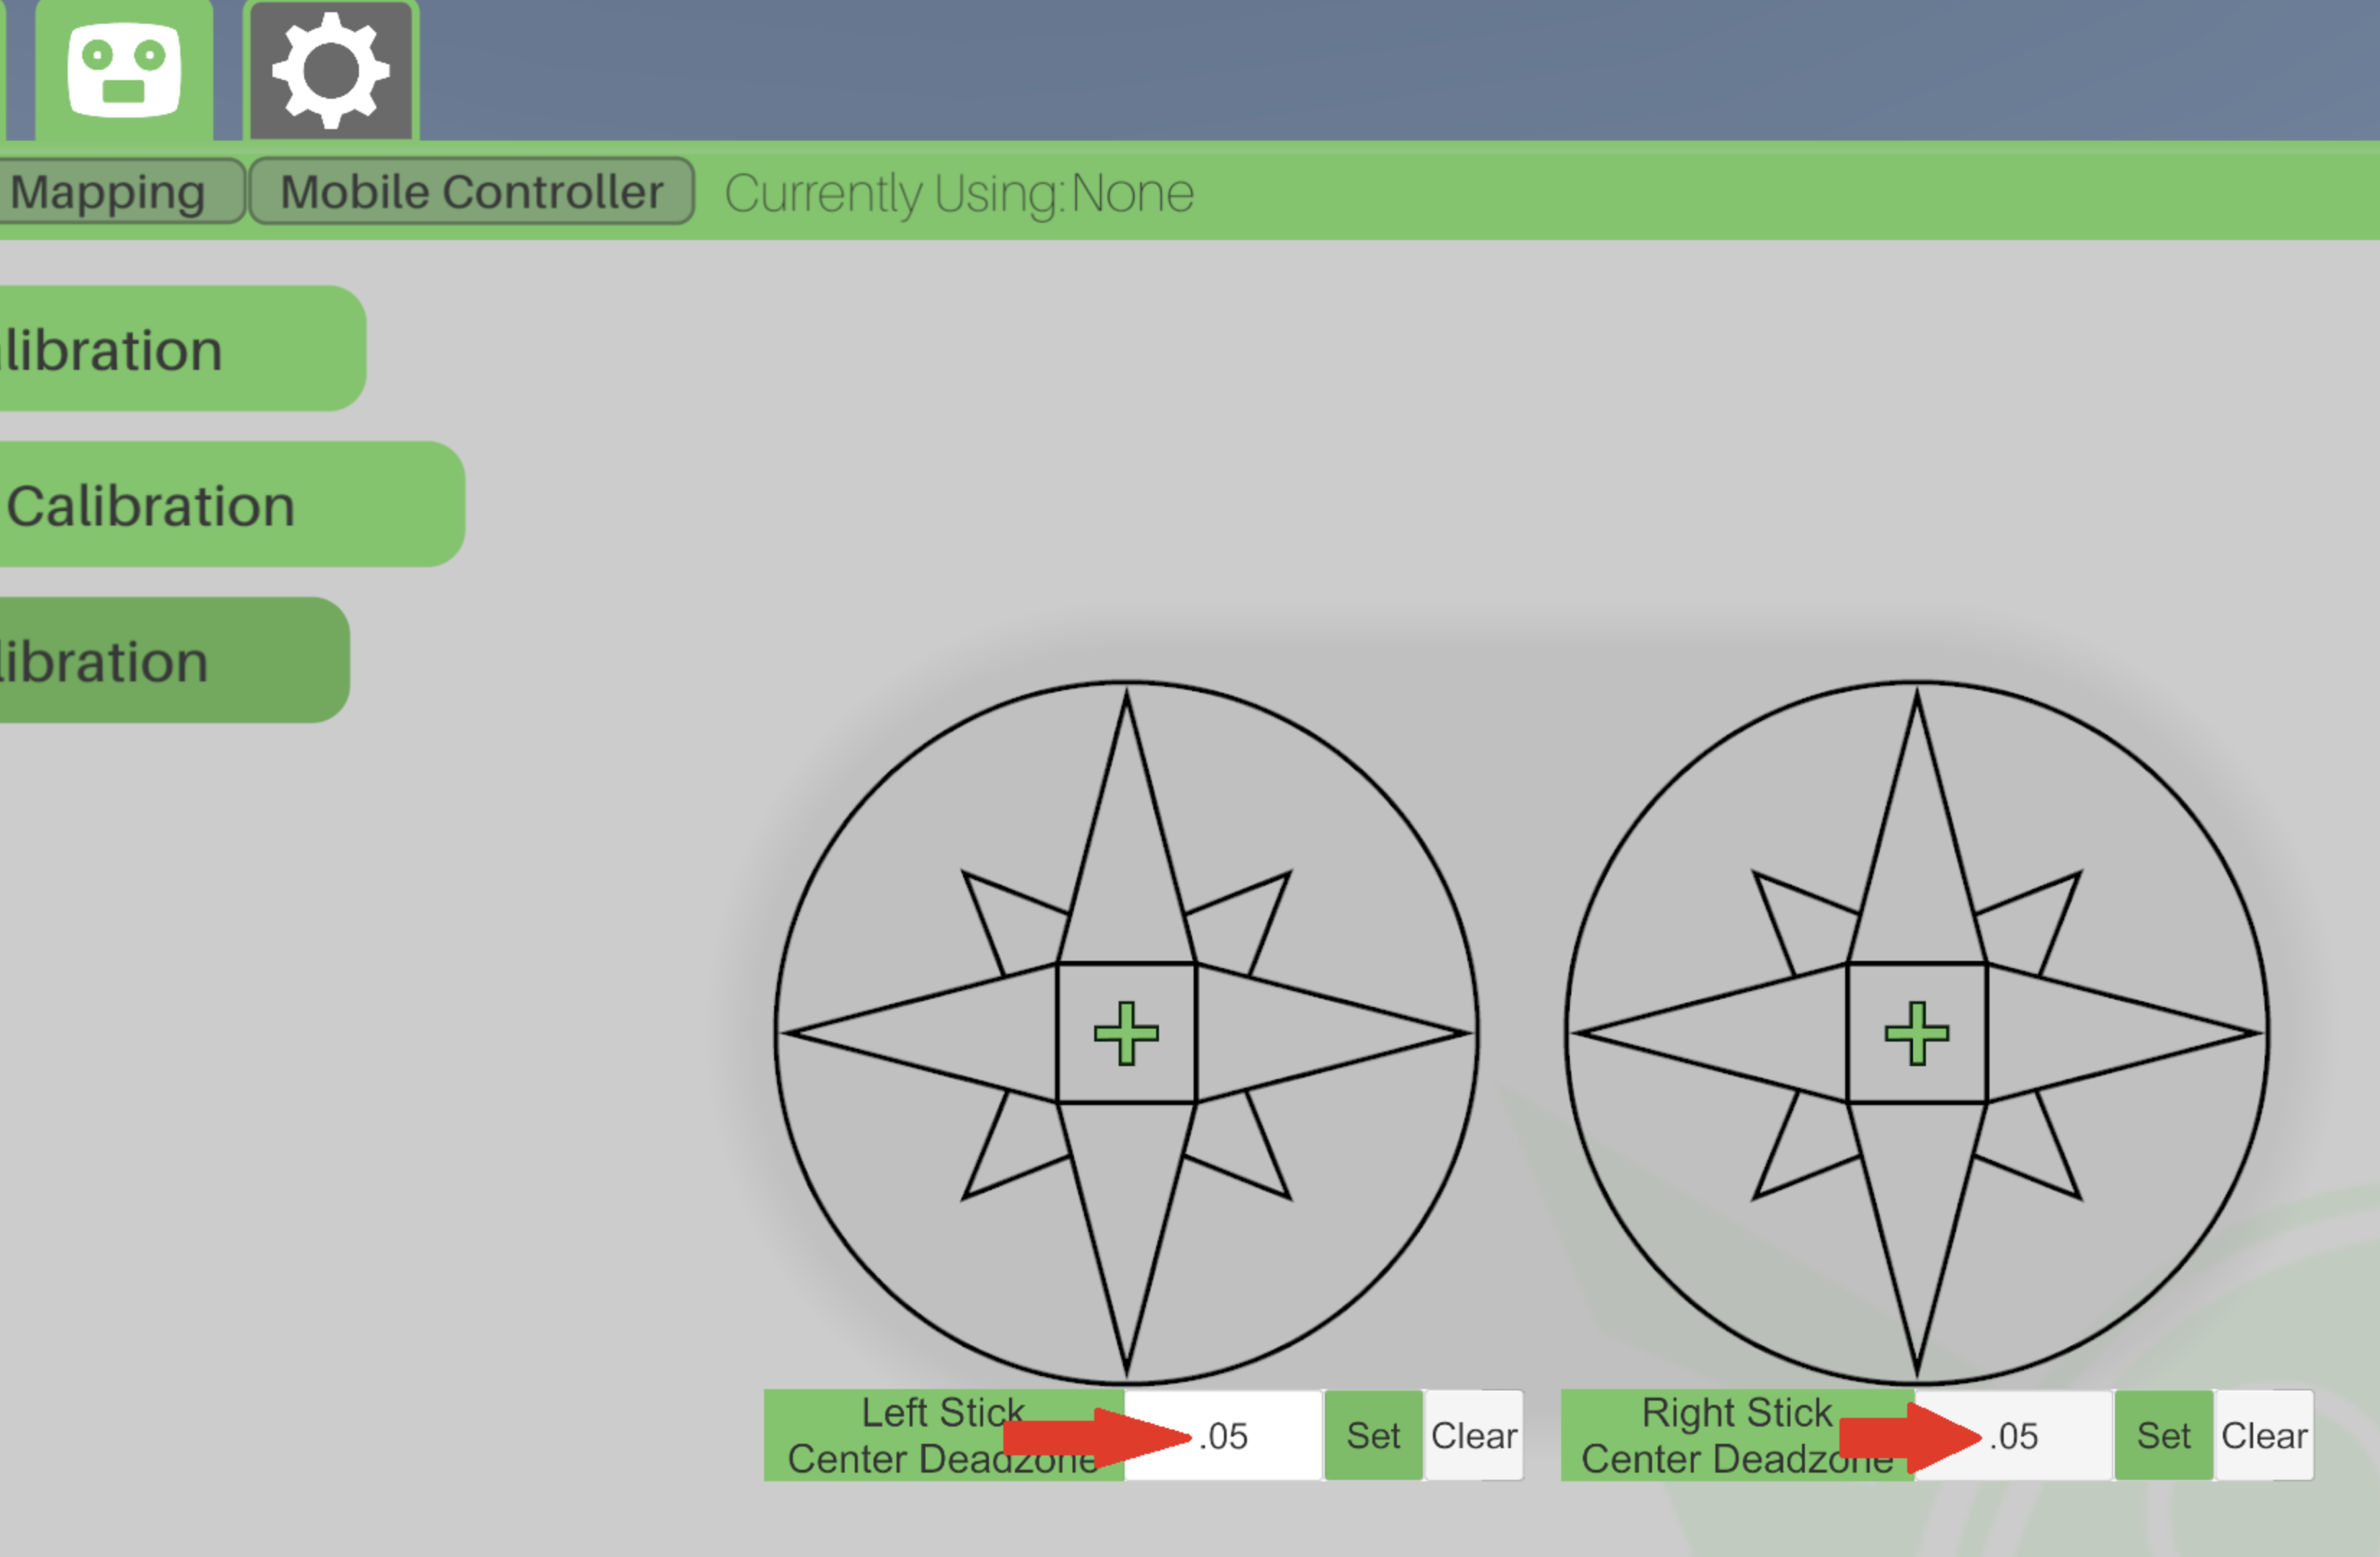 Mapping
Mobile Controller
Currently Using:None
libration
Calibration
libration
Left Stick
Center Deadzone
.05
Set
Clear
Right Stick
Center Deadzone
.05
Set
Clear